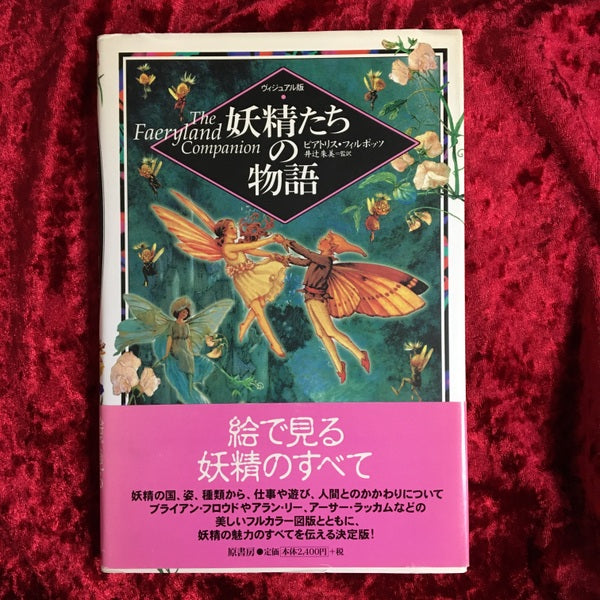 ヴィジュアル版
The
Faeryland
Companion
妖精たち
の
物語
ビアトリス・フィルポッツ
井辻朱美=監訳
絵で見る
妖精のすべて
妖精の国、姿、種類から、仕事や遊び、人間とのかかわりについて
ブライアン・フロウドやアラン・リー、アーサー・ラッカムなどの
美しいフルカラー図版とともに、
妖精の魅力のすべてを伝える決定版!
原書房●定価 本体2,400円 +税